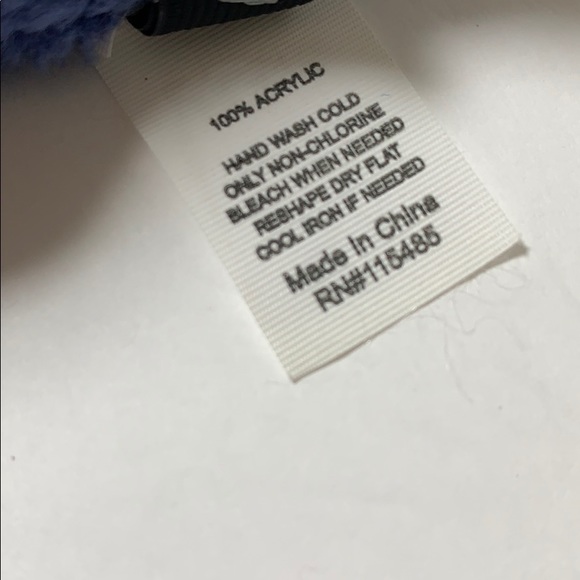 100% ACRYLIC
HAND WASH COLD
ONLY NON-CHLORINE
BLEACH WHEN NEEDED
RESHAPE DRY FLAT
COOL IRON IF NEEDED
Made In China
RN#115485